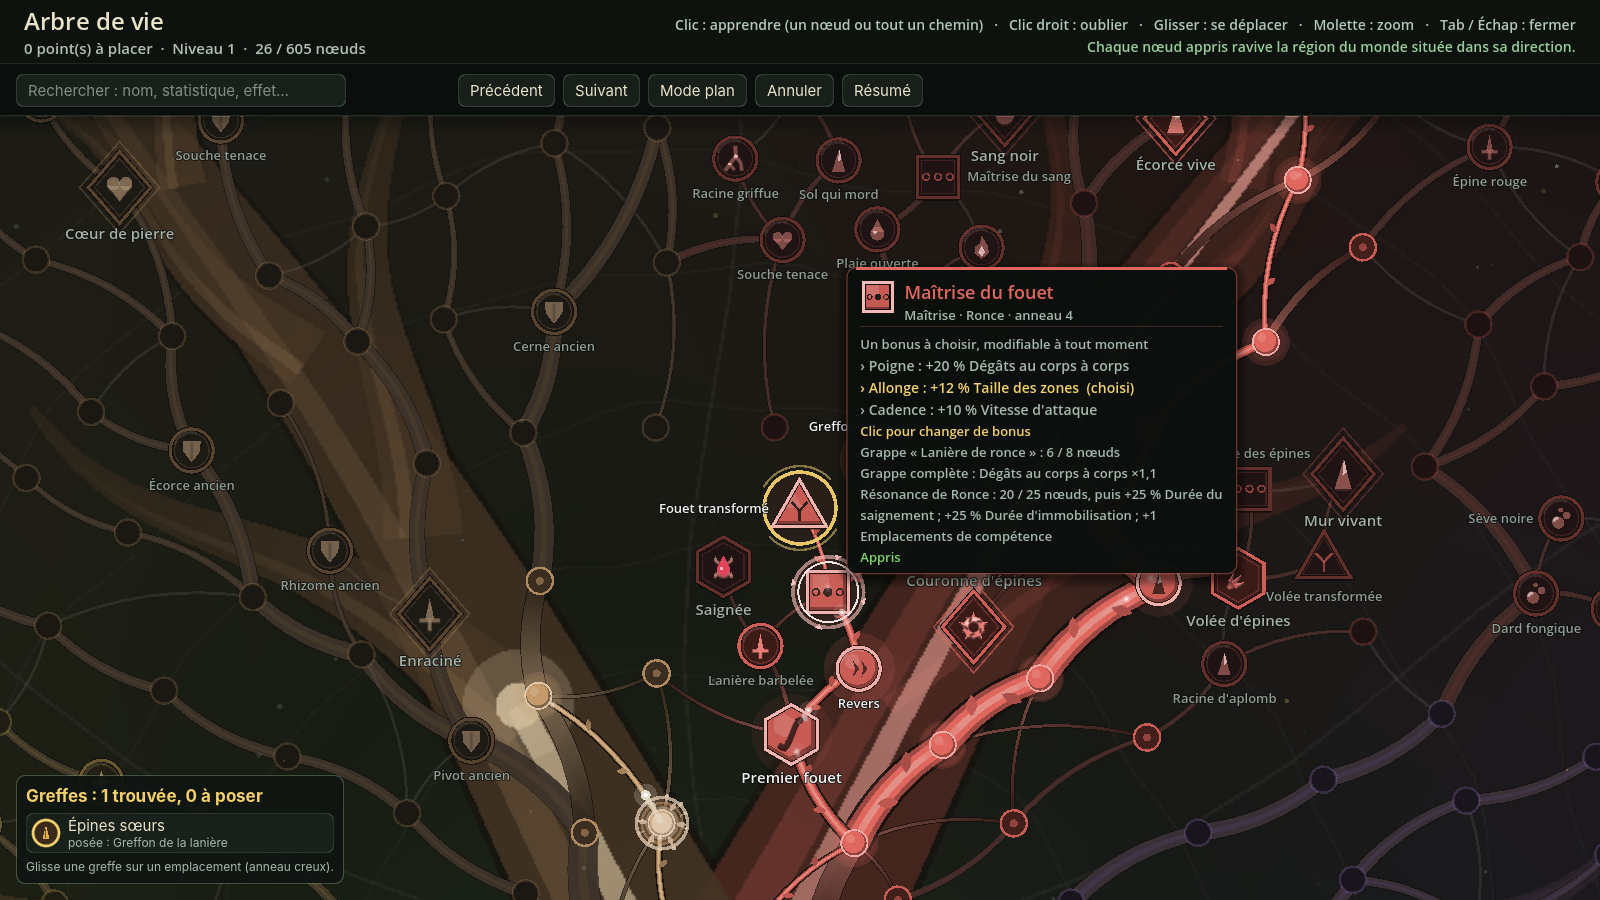 Arbre de vie
0 point(s) à placer · Niveau 1 · 26 / 605 nœuds
Clic : apprendre (un nœud ou tout un chemin) · Clic droit : oublier · Glisser : se déplacer · Molette : zoom · Tab / Échap : fermer
Chaque nœud appris ravive la région du monde située dans sa direction.
Rechercher : nom, statistique, effet...
Précédent
Suivant
Mode plan
Annuler
Résumé
Souche tenace
Sang noir
Maîtrise du sang
Écorce vive
Épine rouge
Racine griffue
Sol qui mord
Cœur de pierre
Plaie ouverte
Souche tenace
Cerne ancien
Maîtrise du fouet
Maîtrise · Ronce · anneau 4
Un bonus à choisir, modifiable à tout moment
› Poigne : +20 % Dégâts au corps à corps
› Allonge : +12 % Taille des zones (choisi)
› Cadence : +10 % Vitesse d'attaque
Clic pour changer de bonus
Grappe « Lanière de ronce » : 6 / 8 nœuds
Grappe complète : Dégâts au corps à corps ×1,1
Résonance de Ronce : 20 / 25 nœuds, puis +25 % Durée du
saignement ; +25 % Durée d'immobilisation ; +1
Emplacements de compétence
Appris
des épines
Écorce ancien
Fouet transformé
Mur vivant
Sève noire
Rhizome ancien
Saignée
Couronne d'épines
Volée transformée
Volée d'épines
Dard fongique
Enraciné
Lanière barbelée
Revers
Racine d'aplomb
Pivot ancien
Premier fouet
Greffes : 1 trouvée, 0 à poser
Épines sœurs
posée : Greffon de la lanière
Glisse une greffe sur un emplacement (anneau creux).